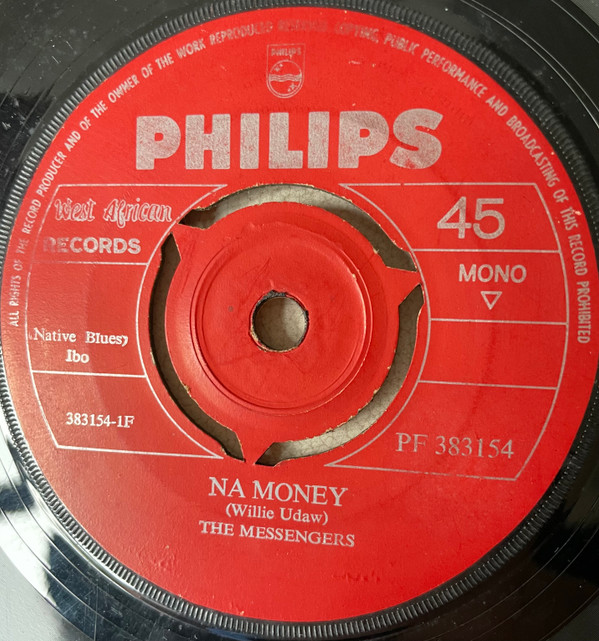 ALL RIGHTS OF THE RECORD PRODUCER AND OF THE OWNER OF THE WORK REPRODUCED RESERVED. COPYING, PUBLIC PERFORMANCE AND BROADCASTING OF THIS RECORD PROHIBITED
PHILIPS
PHILIPS
West African
RECORDS
45
MONO
Native Blues,
Ibo
383154-1F
PF 383154
NA MONEY
(Willie Udaw)
THE MESSENGERS